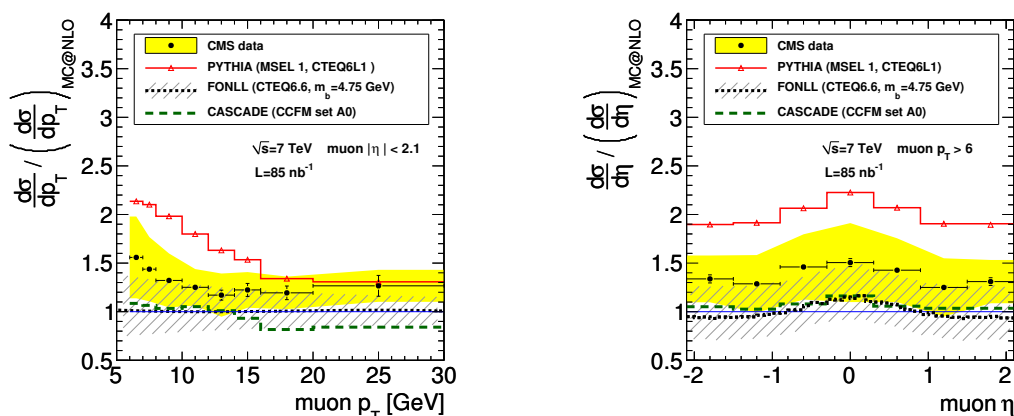 dσ/dp_T / (dσ/dp_T)_MC@NLO
4
3.5
3
2.5
2
1.5
1
0.5
CMS data
PYTHIA (MSEL 1, CTEQ6L1 )
FONLL (CTEQ6.6, m_b=4.75 GeV)
CASCADE (CCFM set A0)
√s=7 TeV muon |η| < 2.1
L=85 nb⁻¹
5 10 15 20 25 30
muon p_T [GeV]
dσ/dη / (dσ/dη)_MC@NLO
4
3.5
3
2.5
2
1.5
1
0.5
CMS data
PYTHIA (MSEL 1, CTEQ6L1)
FONLL (CTEQ6.6, m_b=4.75 GeV)
CASCADE (CCFM set A0)
√s=7 TeV muon p_T > 6
L=85 nb⁻¹
-2 -1 0 1 2
muon η